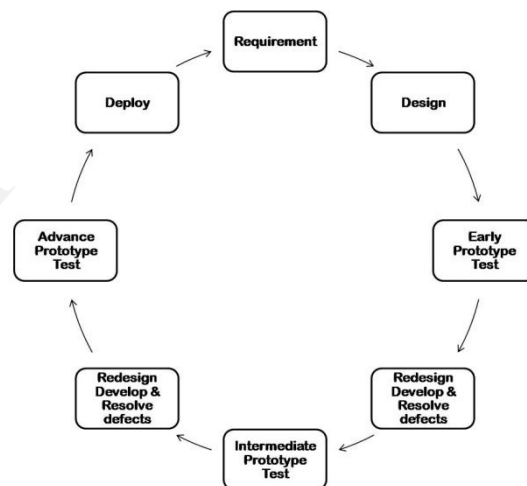 Requirement
Design
Early
Prototype
Test
Redesign
Develop &
Resolve
defects
Intermediate
Prototype
Test
Redesign
Develop &
Resolve
defects
Advance
Prototype
Test
Deploy